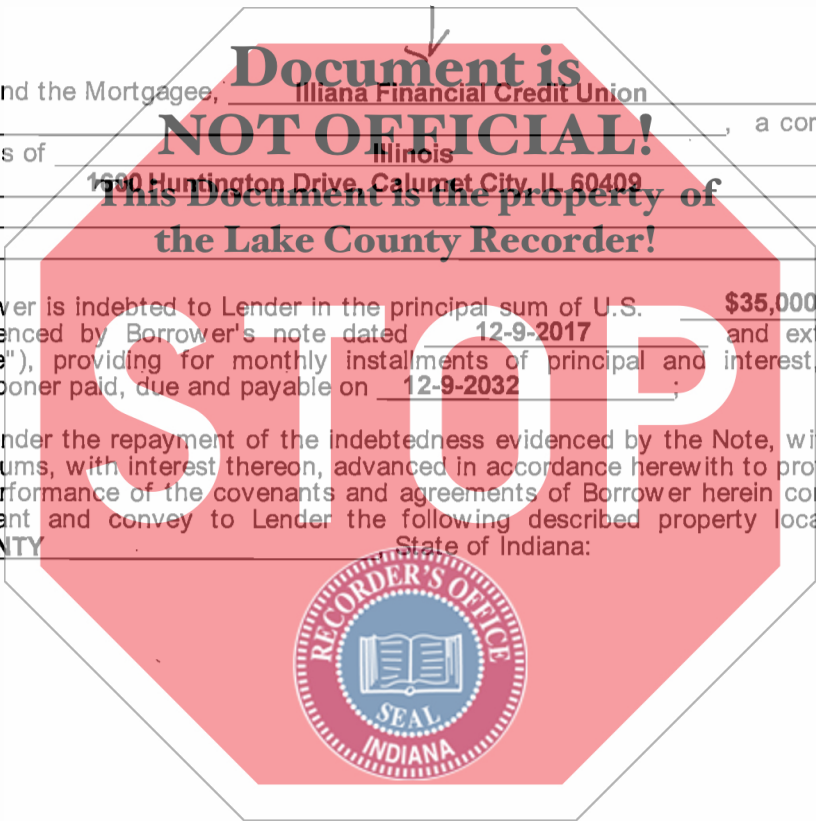 Document is
nd the Mortgagee, Illiana Financial Credit Union
NOT OFFICIAL!
, a cor
s of Illinois
1600 Huntington Drive, Calumet City, IL 60409
This Document is the property of
the Lake County Recorder!
wer is indebted to Lender in the principal sum of U.S. $35,000
enced by Borrower's note dated 12-9-2017 and ext
e"), providing for monthly installments of principal and interest,
ooner paid, due and payable on 12-9-2032 ;
STOP
nder the repayment of the indebtedness evidenced by the Note, wi
ums, with interest thereon, advanced in accordance herewith to pro
rformance of the covenants and agreements of Borrower herein co
ant and convey to Lender the following described property loca
NTY , State of Indiana:
RECORDER'S OFFICE
SEAL
INDIANA